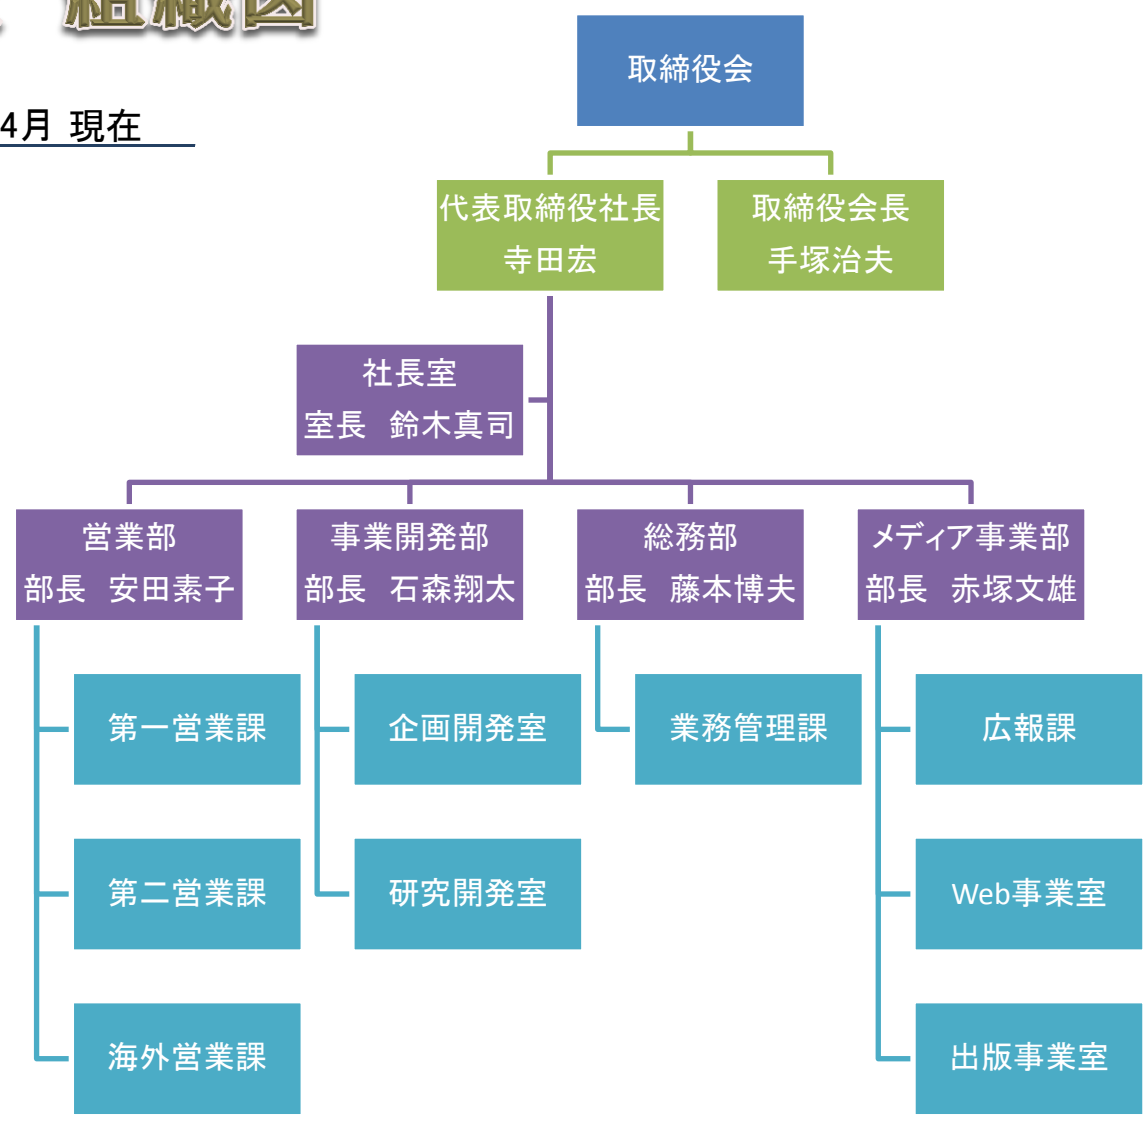 組織図
4月 現在
取締役会
代表取締役社長
寺田宏
取締役会長
手塚治夫
社長室
室長　鈴木真司
営業部
部長　安田素子
事業開発部
部長　石森翔太
総務部
部長　藤本博夫
メディア事業部
部長　赤塚文雄
第一営業課
企画開発室
業務管理課
広報課
第二営業課
研究開発室
Web事業室
海外営業課
出版事業室